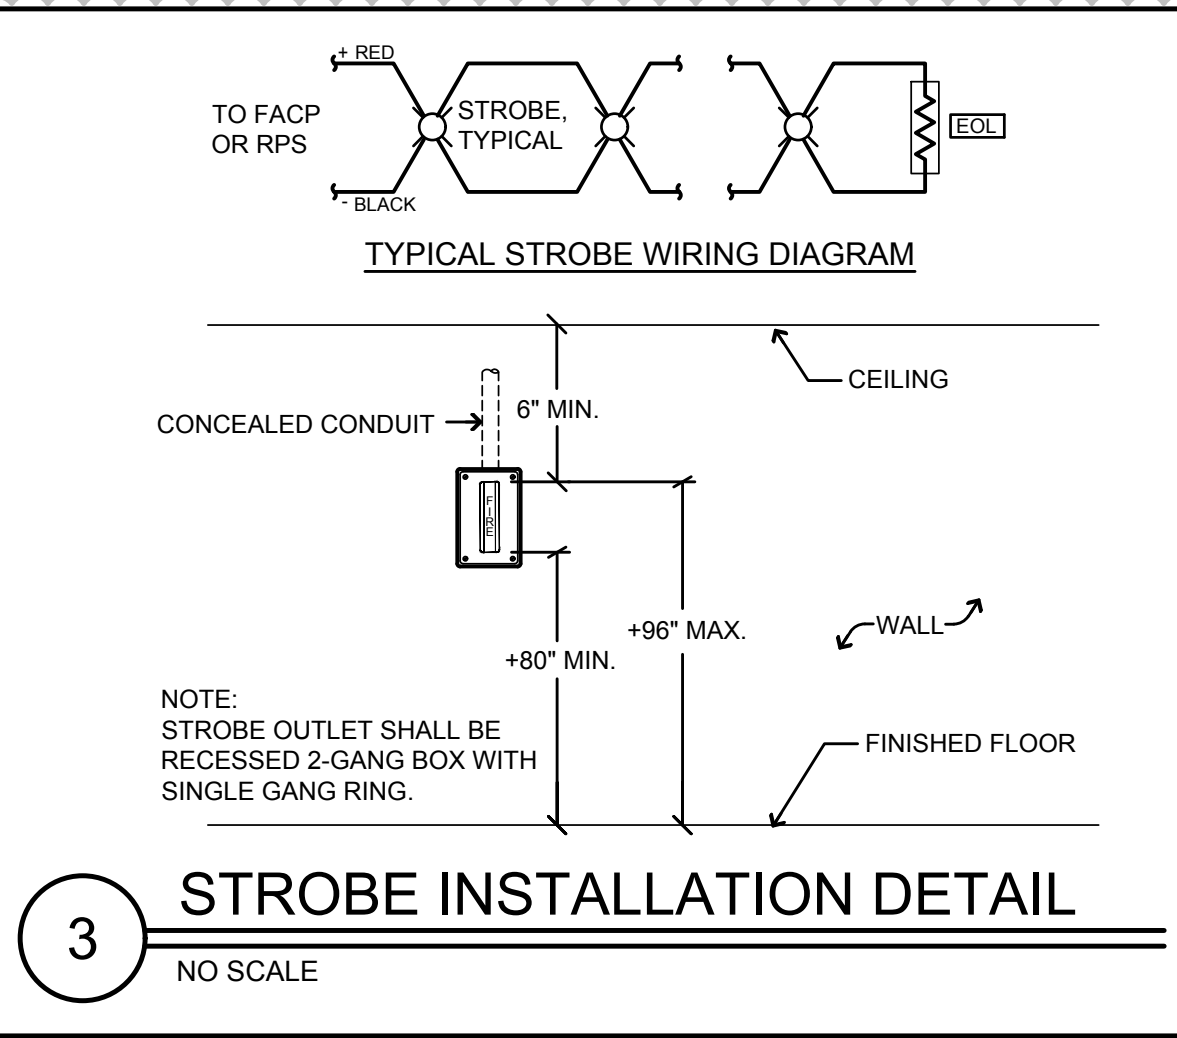 + RED
TO FACP
OR RPS
STROBE,
TYPICAL
EOL
- BLACK
TYPICAL STROBE WIRING DIAGRAM
CEILING
6" MIN.
CONCEALED CONDUIT
FIRE
+96" MAX.
WALL
+80" MIN.
NOTE:
STROBE OUTLET SHALL BE
RECESSED 2-GANG BOX WITH
SINGLE GANG RING.
FINISHED FLOOR
3
STROBE INSTALLATION DETAIL
NO SCALE